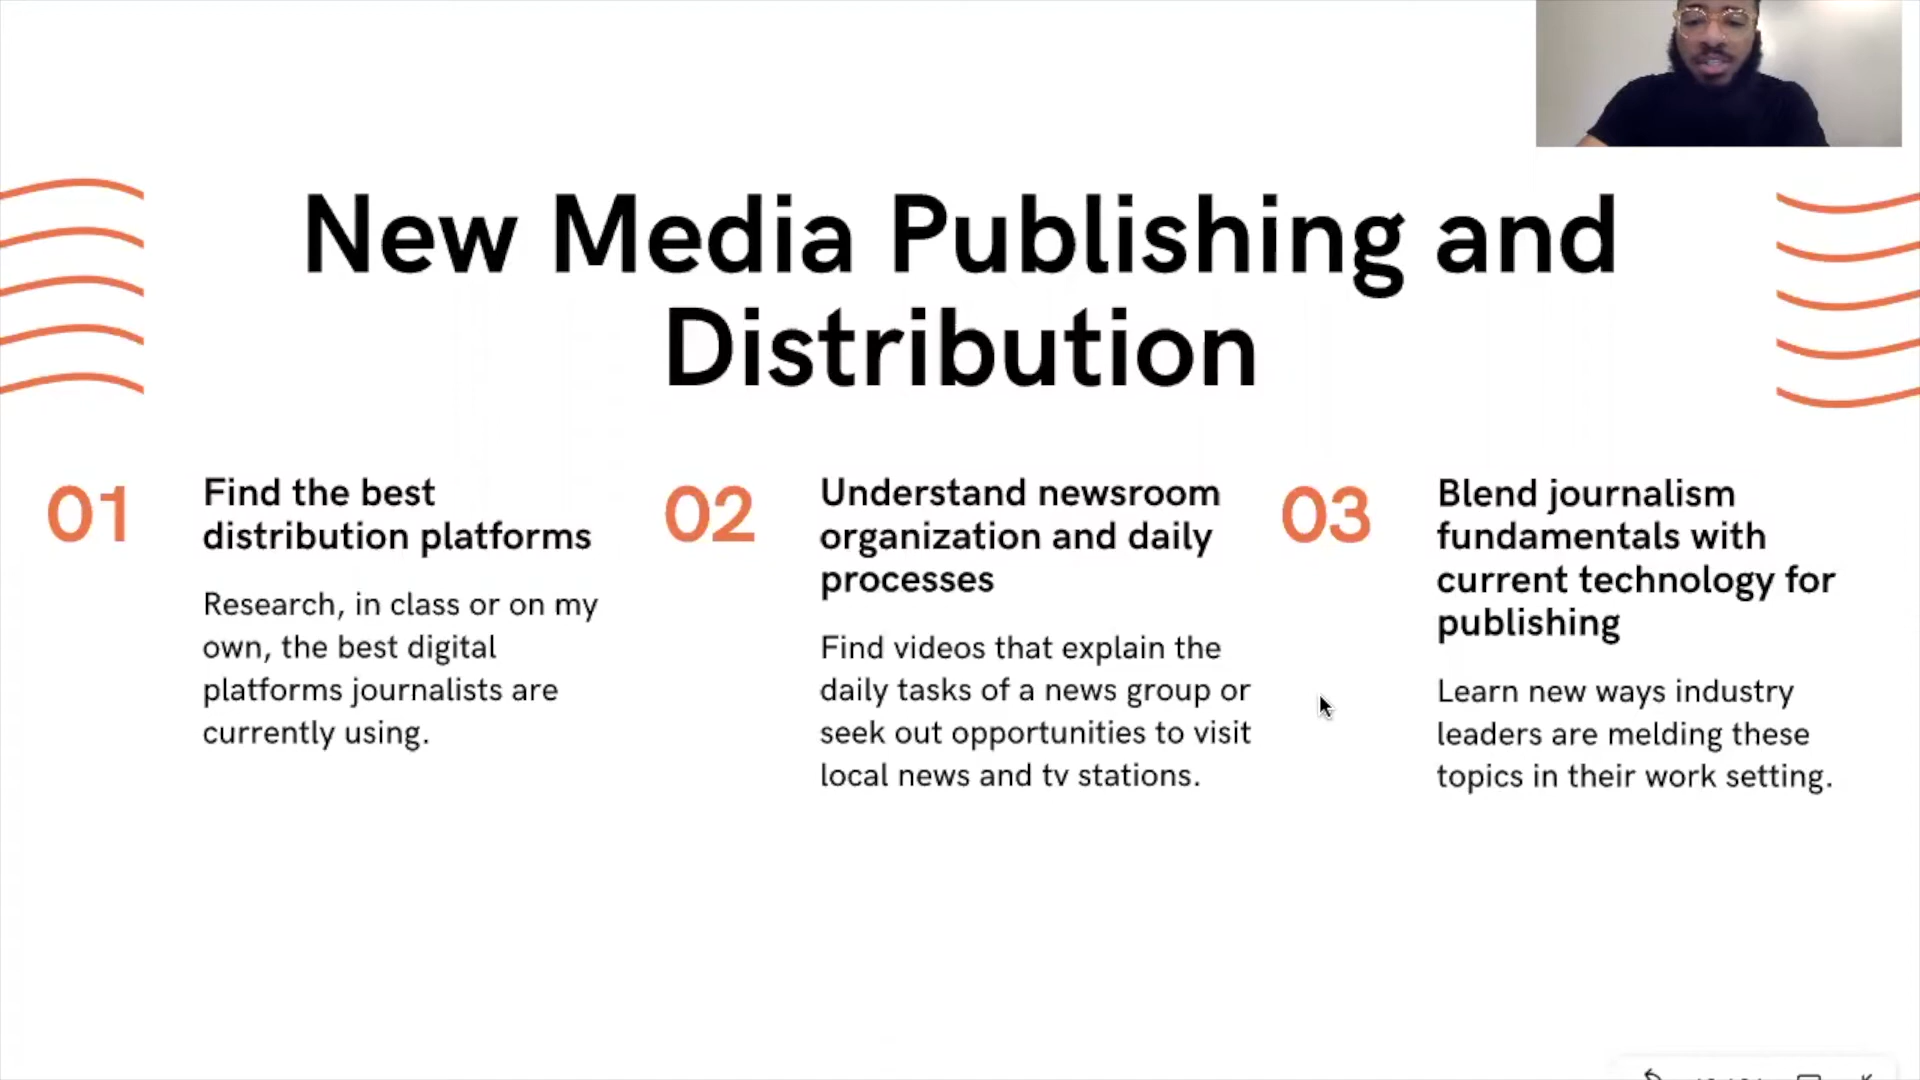 New Media Publishing and
Distribution
01
Find the best
distribution platforms
Research, in class or on my
own, the best digital
platforms journalists are
currently using.
02
Understand newsroom
organization and daily
processes
Find videos that explain the
daily tasks of a news group or
seek out opportunities to visit
local news and tv stations.
03
Blend journalism
fundamentals with
current technology for
publishing
Learn new ways industry
leaders are melding these
topics in their work setting.